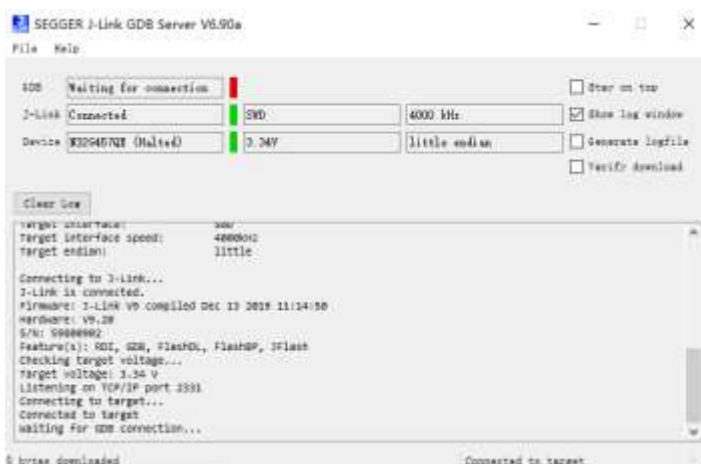 SEGGER J-Link GDB Server V6.90a
File Help
GDB Waiting for connection Stay on top
J-Link Connected SWD 4000 kHz Show log window
Device N32G457QE (Halted) 3.34V little endian Generate logfile
Verify download
Clear Log
Target interface: SWD
Target interface speed: 4000kHz
Target endian: little
Connecting to J-Link...
J-Link is connected.
Firmware: J-Link V9 compiled Dec 13 2019 11:14:50
Hardware: V9.20
S/N:
Feature(s): RDI, GDB, FlashDL, FlashBP, JFlash
Checking target voltage...
Target voltage: 3.34 V
Listening on TCP/IP port 2331
Connecting to target...
Connected to target
Waiting for GDB connection...
0 bytes downloaded Connected to target